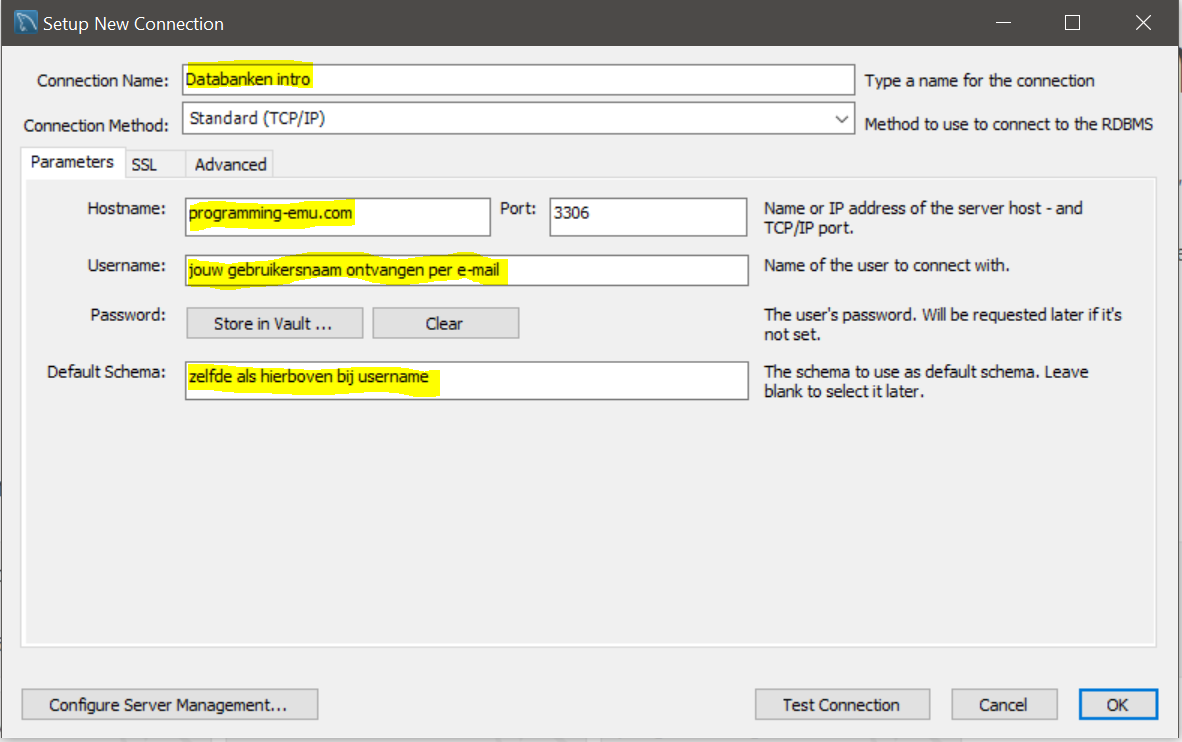 Setup New Connection
Connection Name: Databanken intro Type a name for the connection
Connection Method: Standard (TCP/IP) Method to use to connect to the RDBMS
Parameters SSL Advanced
Hostname: programming-emu.com Port: 3306 Name or IP address of the server host - and
TCP/IP port.
Username: jouw gebruikersnaam ontvangen per e-mail Name of the user to connect with.
Password: Store in Vault ... Clear The user's password. Will be requested later if it's
not set.
Default Schema: zelfde als hierboven bij username The schema to use as default schema. Leave
blank to select it later.
Configure Server Management... Test Connection Cancel OK